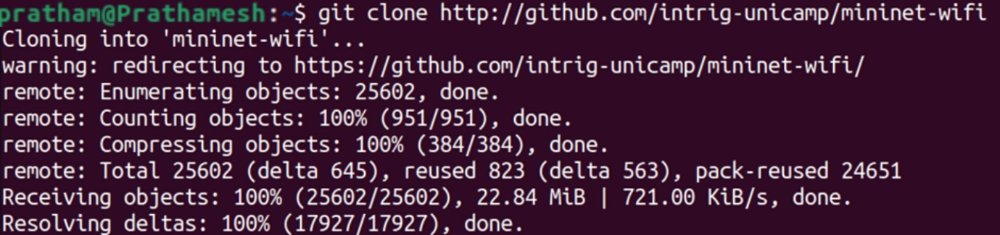 pratham@Prathamesh:~$ git clone http://github.com/intrig-unicamp/mininet-wifi
Cloning into 'mininet-wifi'...
warning: redirecting to https://github.com/intrig-unicamp/mininet-wifi/
remote: Enumerating objects: 25602, done.
remote: Counting objects: 100% (951/951), done.
remote: Compressing objects: 100% (384/384), done.
remote: Total 25602 (delta 645), reused 823 (delta 563), pack-reused 24651
Receiving objects: 100% (25602/25602), 22.84 MiB | 721.00 KiB/s, done.
Resolving deltas: 100% (17927/17927), done.